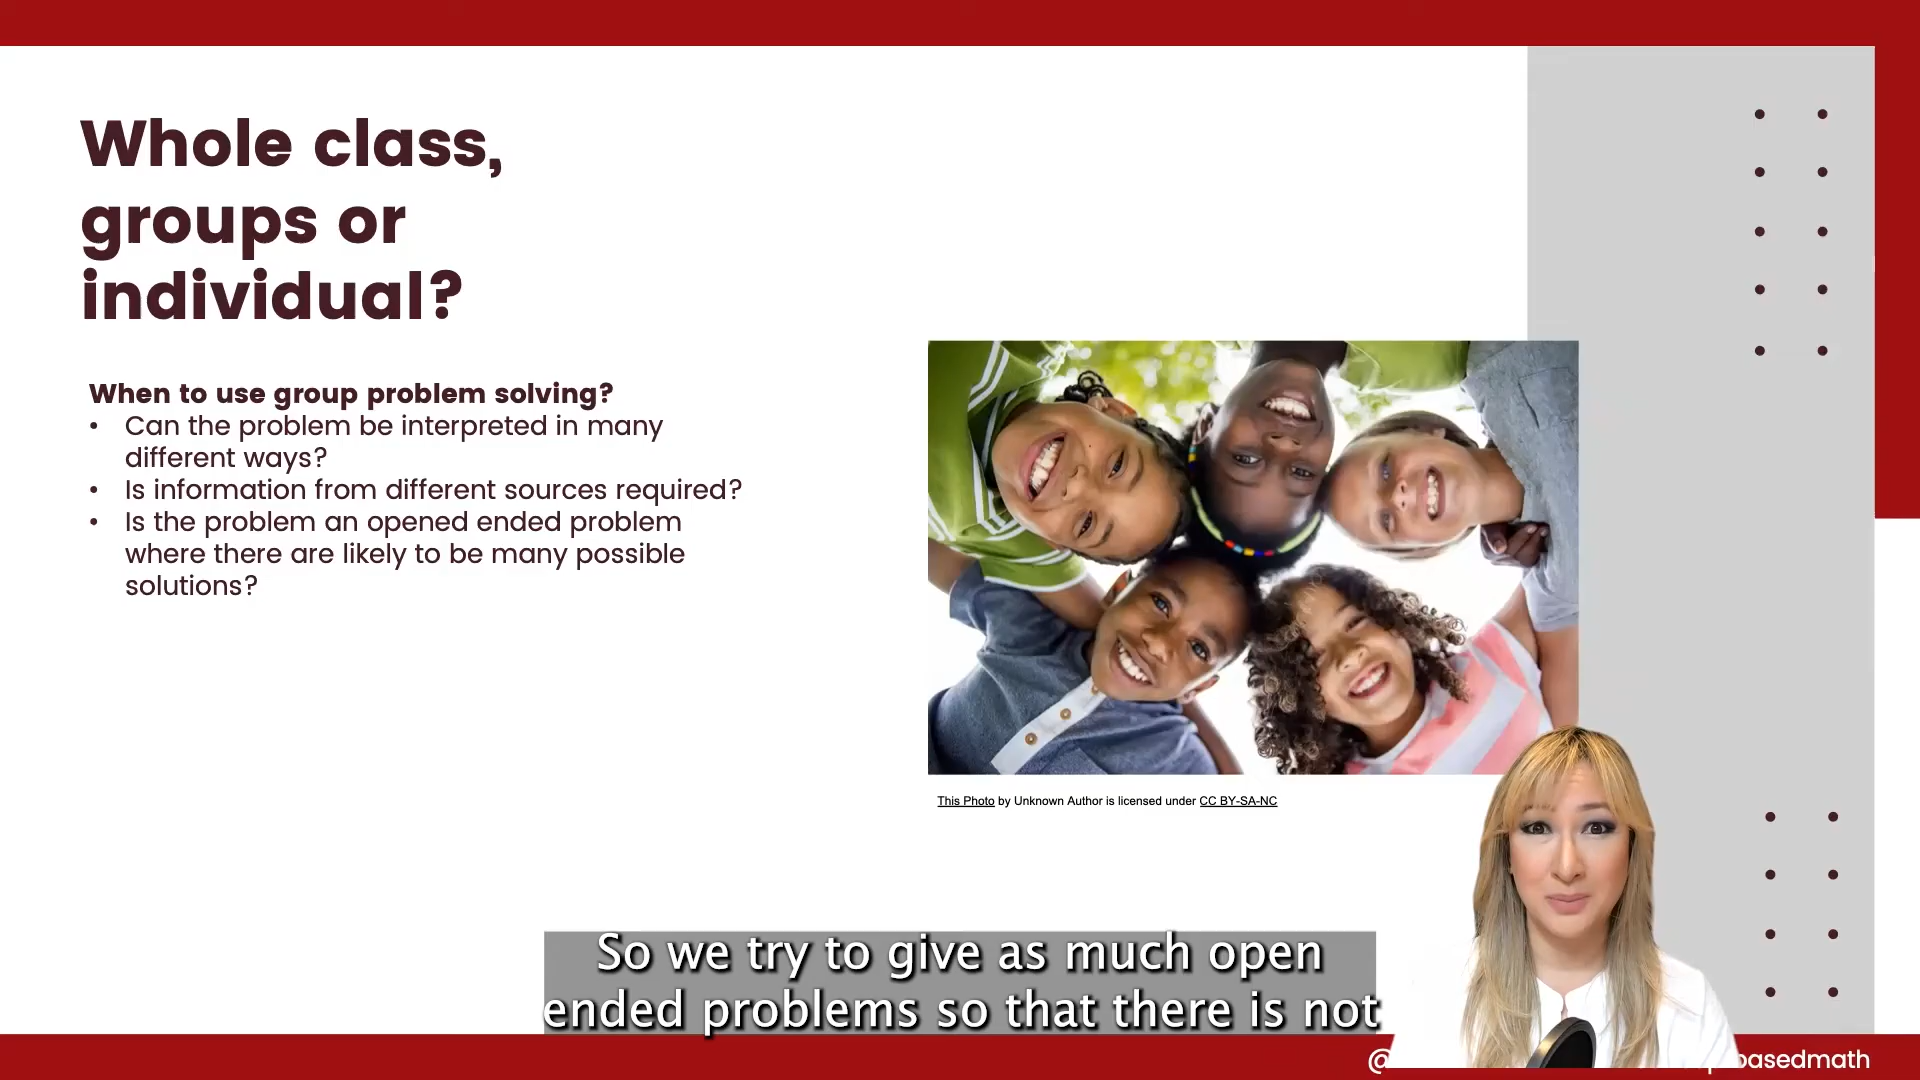 Whole class,
groups or
individual?
When to use group problem solving?
• Can the problem be interpreted in many
different ways?
• Is information from different sources required?
• Is the problem an opened ended problem
where there are likely to be many possible
solutions?
This Photo by Unknown Author is licensed under CC BY-SA-NC
So we try to give as much open
ended problems so that there is not